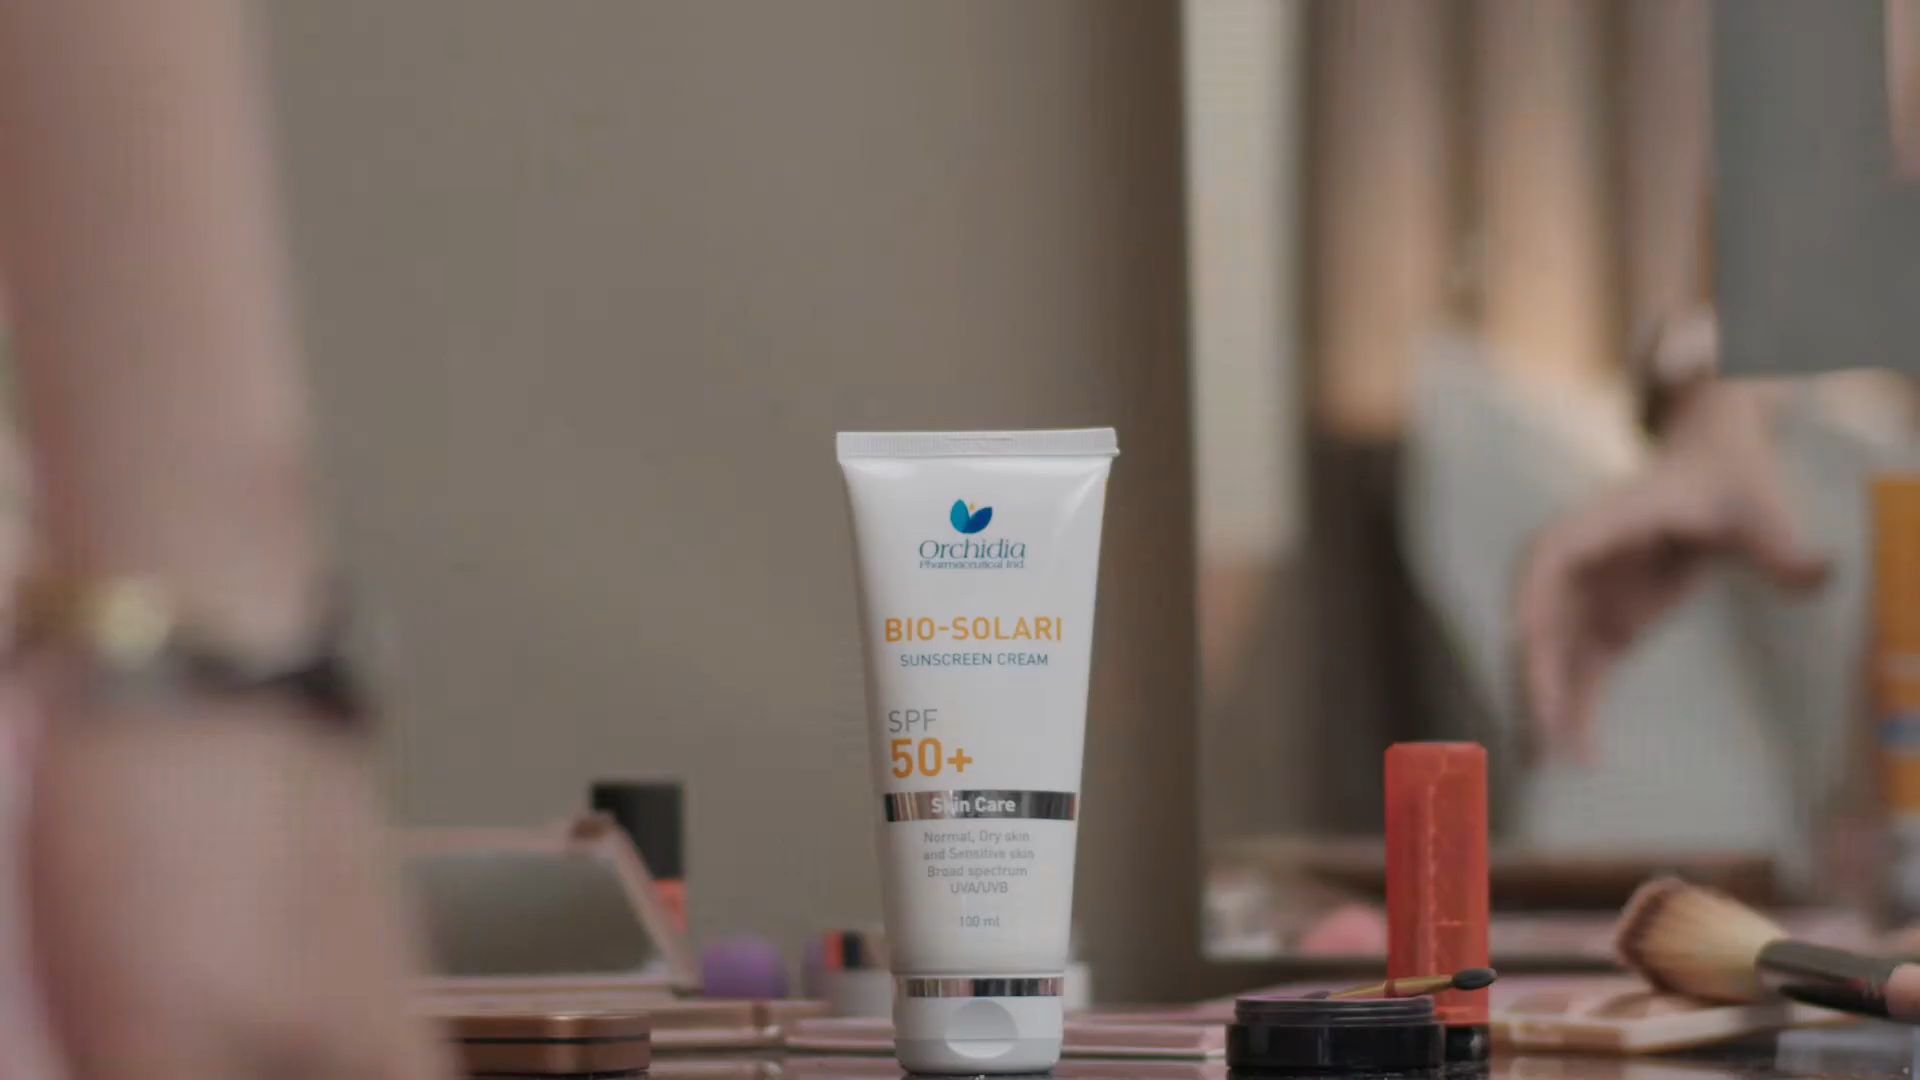 Orchidia
Pharmaceutical Ind.
BIO-SOLARI
SUNSCREEN CREAM
SPF
50+
Skin Care
Normal, Dry skin
and Sensitive skin
Broad spectrum
UVA/UVB
100 ml